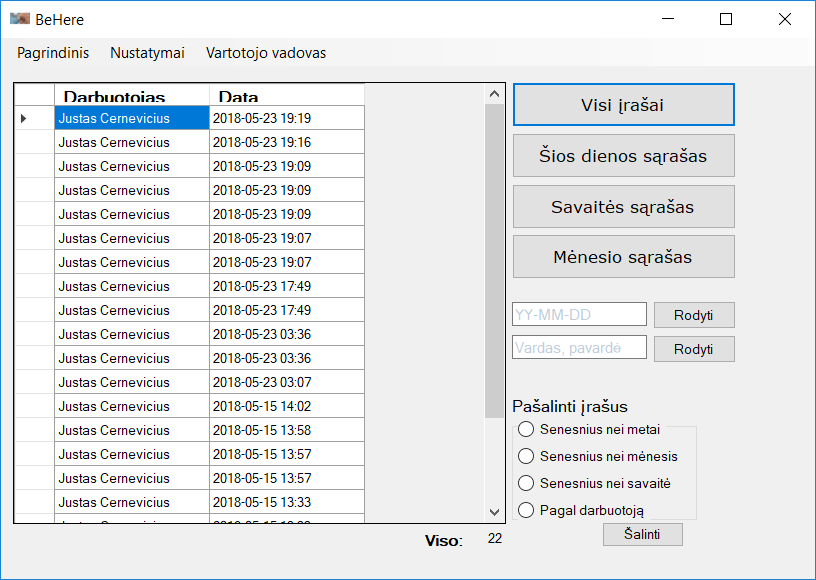 BeHere
Pagrindinis Nustatymai Vartotojo vadovas
Darbuotojas Data
Justas Cernevicius 2018-05-23 19:19
Justas Cernevicius 2018-05-23 19:16
Justas Cernevicius 2018-05-23 19:09
Justas Cernevicius 2018-05-23 19:09
Justas Cernevicius 2018-05-23 19:09
Justas Cernevicius 2018-05-23 19:07
Justas Cernevicius 2018-05-23 19:07
Justas Cernevicius 2018-05-23 17:49
Justas Cernevicius 2018-05-23 17:49
Justas Cernevicius 2018-05-23 03:36
Justas Cernevicius 2018-05-23 03:36
Justas Cernevicius 2018-05-23 03:07
Justas Cernevicius 2018-05-15 14:02
Justas Cernevicius 2018-05-15 13:58
Justas Cernevicius 2018-05-15 13:57
Justas Cernevicius 2018-05-15 13:57
Justas Cernevicius 2018-05-15 13:33
Viso: 22
Visi įrašai
Šios dienos sąrašas
Savaitės sąrašas
Mėnesio sąrašas
YY-MM-DD Rodyti
Vardas, pavardė Rodyti
Pašalinti įrašus
Senesnius nei metai
Senesnius nei mėnesis
Senesnius nei savaitė
Pagal darbuotoją
Šalinti